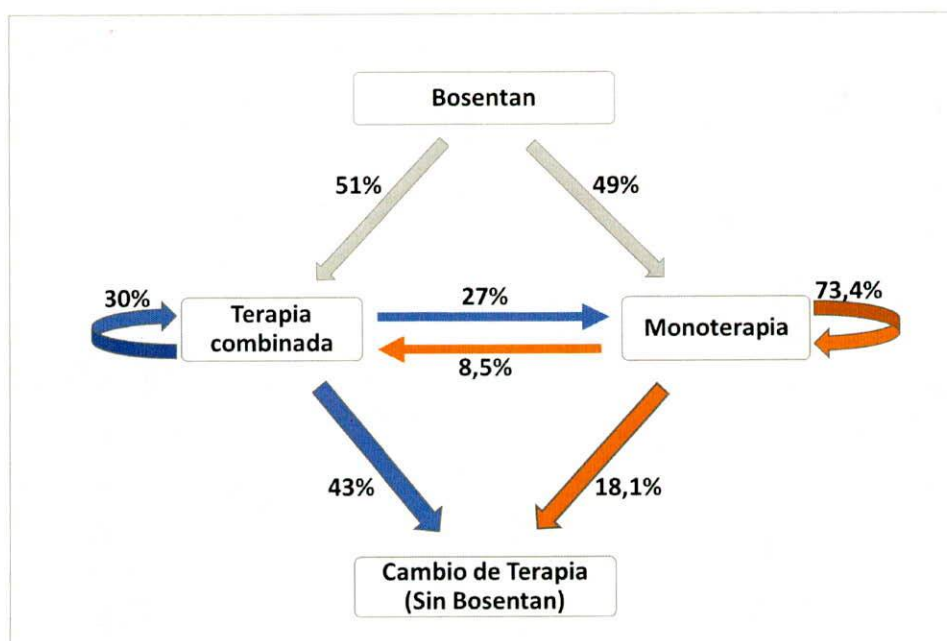 Bosentan
51%
49%
30%
27%
73,4%
Terapia
combinada
Monoterapia
8,5%
43%
18,1%
Cambio de Terapia
(Sin Bosentan)